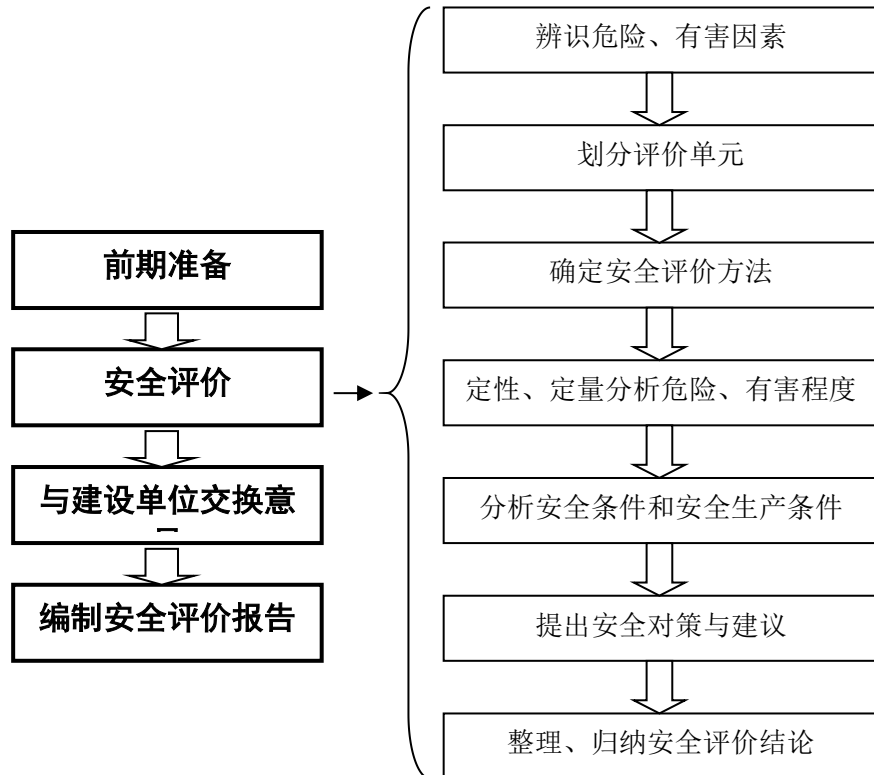 前期准备
安全评价
与建设单位交换意
编制安全评价报告
辨识危险、有害因素
划分评价单元
确定安全评价方法
定性、定量分析危险、有害程度
分析安全条件和安全生产条件
提出安全对策与建议
整理、归纳安全评价结论